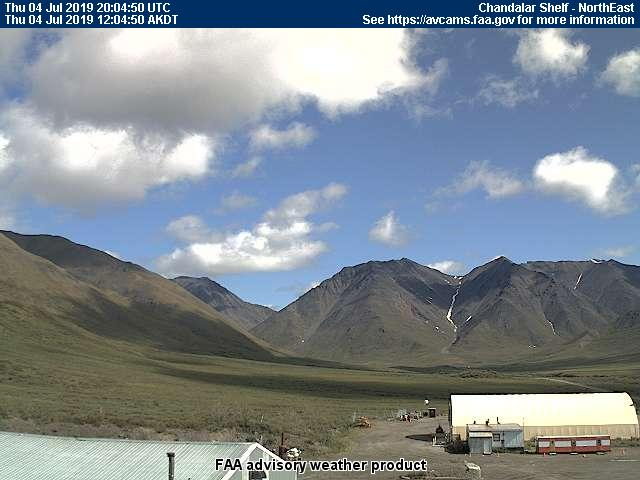 Thu 04 Jul 2019 20:04:50 UTC
Chandalar Shelf - NorthEast
Thu 04 Jul 2019 12:04:50 AKDT
See https://avcams.faa.gov for more information
FAA advisory weather product